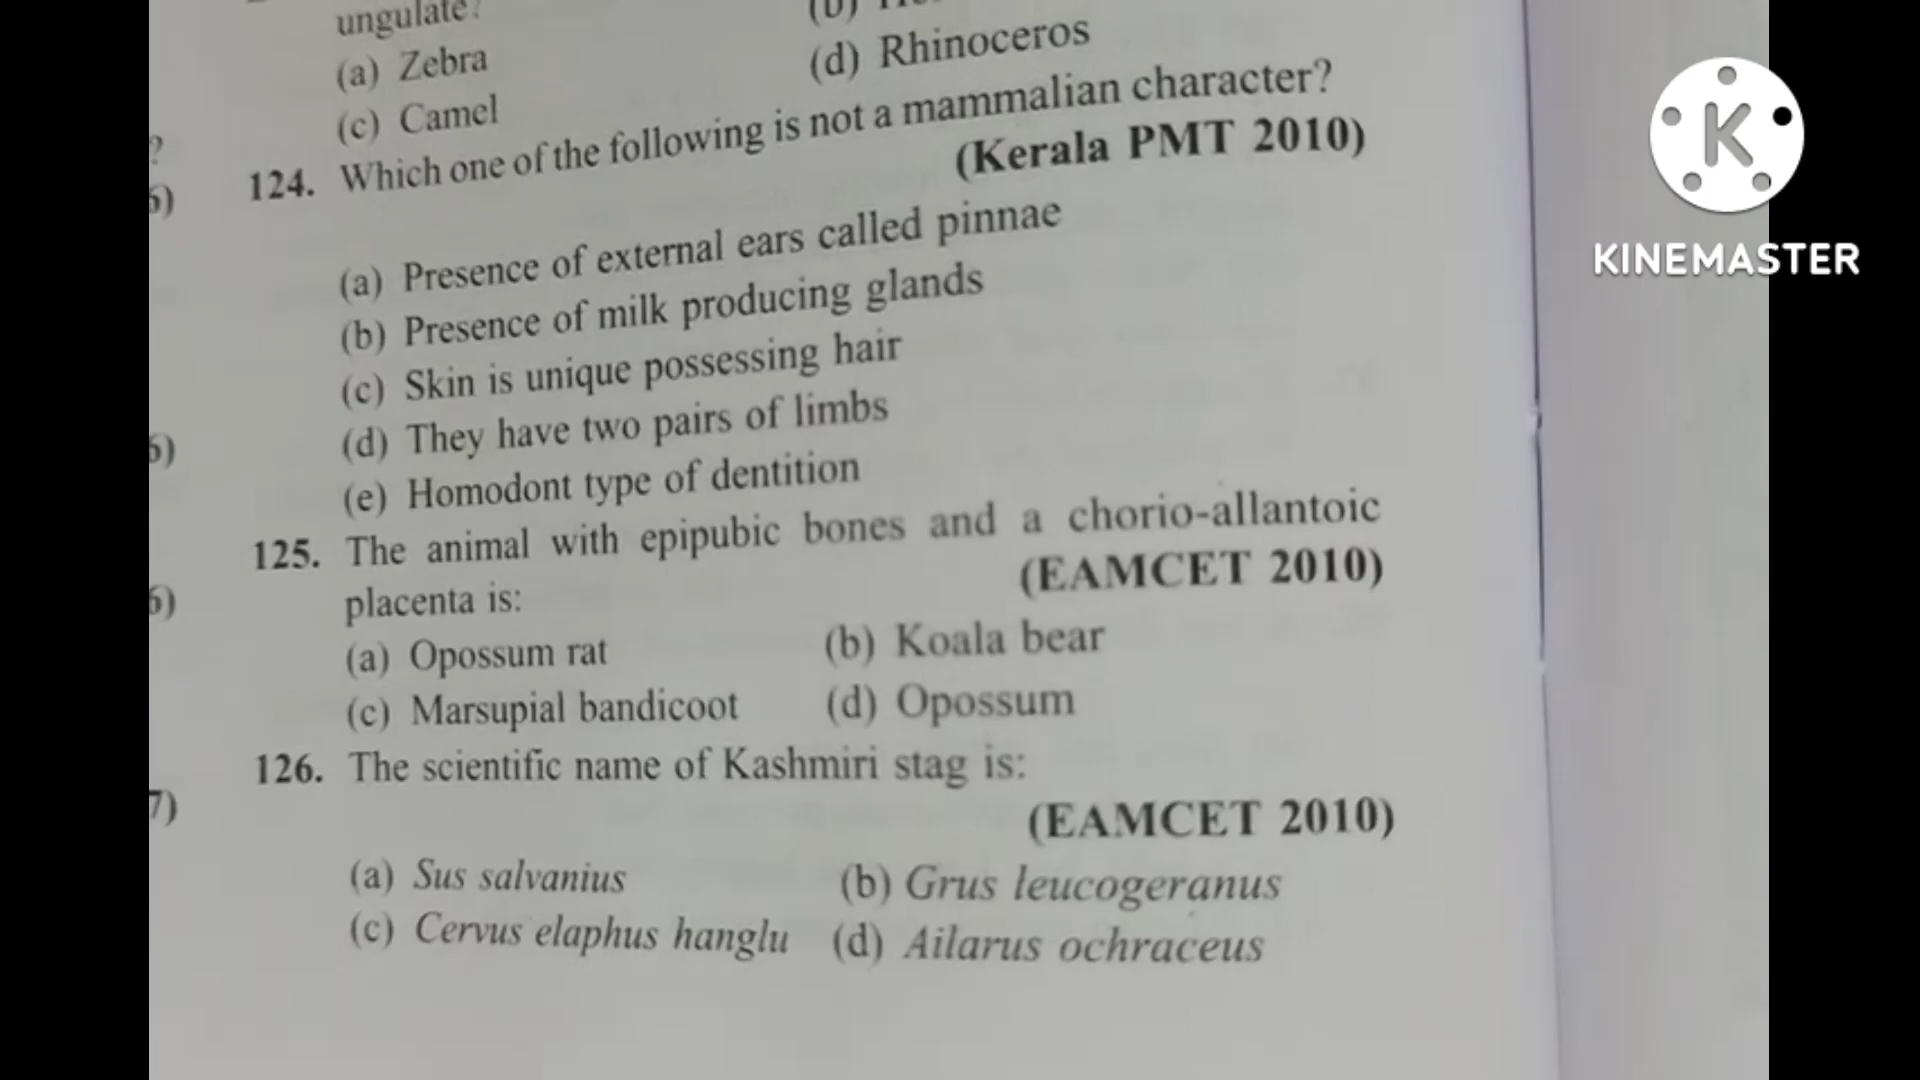 ungulate?
(a) Zebra
(d) Rhinoceros
(c) Camel
124. Which one of the following is not a mammalian character?
(Kerala PMT 2010)
(a) Presence of external ears called pinnae
(b) Presence of milk producing glands
(c) Skin is unique possessing hair
(d) They have two pairs of limbs
(e) Homodont type of dentition
125. The animal with epipubic bones and a chorio-allantoic
placenta is:
(EAMCET 2010)
(a) Opossum rat
(b) Koala bear
(c) Marsupial bandicoot
(d) Opossum
126. The scientific name of Kashmiri stag is:
(EAMCET 2010)
(a) Sus salvanius
(b) Grus leucogeranus
(c) Cervus elaphus hanglu
(d) Ailarus ochraceus
?
7)
K
KINEMASTER